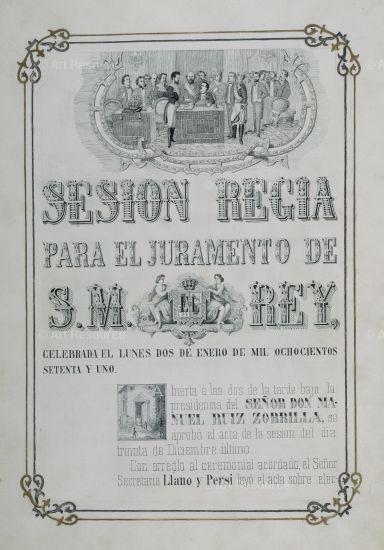 SESION REGIA
PARA EL JURAMENTO DE
S.M. EL REY,
CELEBRADA EL LUNES DOS DE ENERO DE MIL OCHOCIENTOS
SETENTA Y UNO.
Abierta a las dos de la tarde bajo la
presidencia del SEÑOR DON MA-
NUEL RUIZ ZORRILLA, se
aprobó el acta de la sesion del dia
treinta de Diciembre último.
Con arreglo al ceremonial acordado, el Señor
Secretario Llano y Persi leyó el acta sobre elec-
© Art Resource